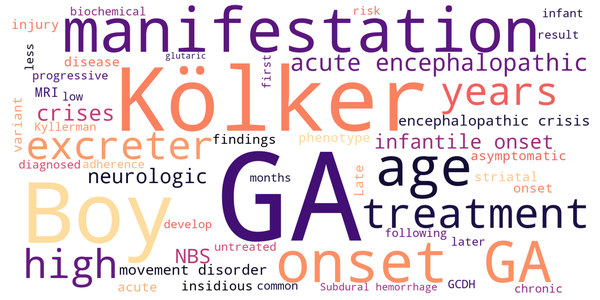 biochemical
risk
infant
injury
manifestation
result
less
glutaric
disease
first
acute encephalopathic
progressive
Kölker
years
MRI
low
crises
encephalopathic crisis
variant
Kyllerman
excreter
findings
phenotype
infantile onset
diagnosed
adherence
neurologic
months
age
asymptomatic
Boy
GA
Late
striatal
onset
treatment
develop
following
later
high
NBS
untreated
onset GA
movement disorder
acute
insidious
common
Subdural hemorrhage
GCDH
chronic